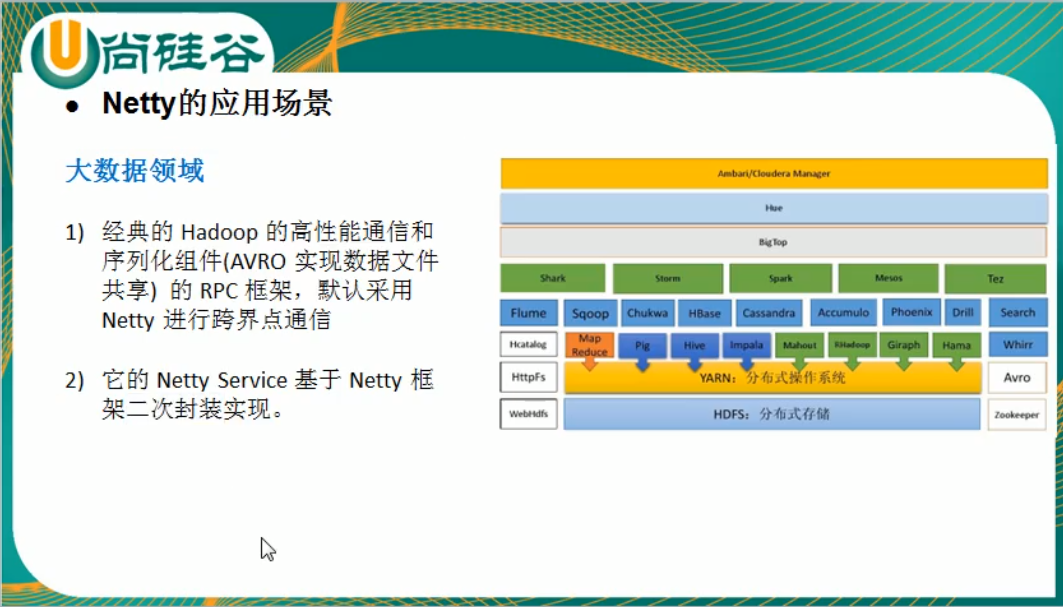 尚硅谷
● Netty的应用场景
大数据领域
1) 经典的 Hadoop 的高性能通信和
序列化组件(AVRO 实现数据文件
共享) 的 RPC 框架，默认采用
Netty 进行跨界点通信
2) 它的 Netty Service 基于 Netty 框
架二次封装实现。
Ambari/Cloudera Manager
Hue
BigTop
Shark Storm Spark Mesos Tez
Flume Sqoop Chukwa HBase Cassandra Accumulo Phoenix Drill Search
Hcatalog Map Reduce Pig Hive Impala Mahout RHadoop Giraph Hama Whirr
HttpFs YARN：分布式操作系统 Avro
WebHdfs HDFS：分布式存储 Zookeeper